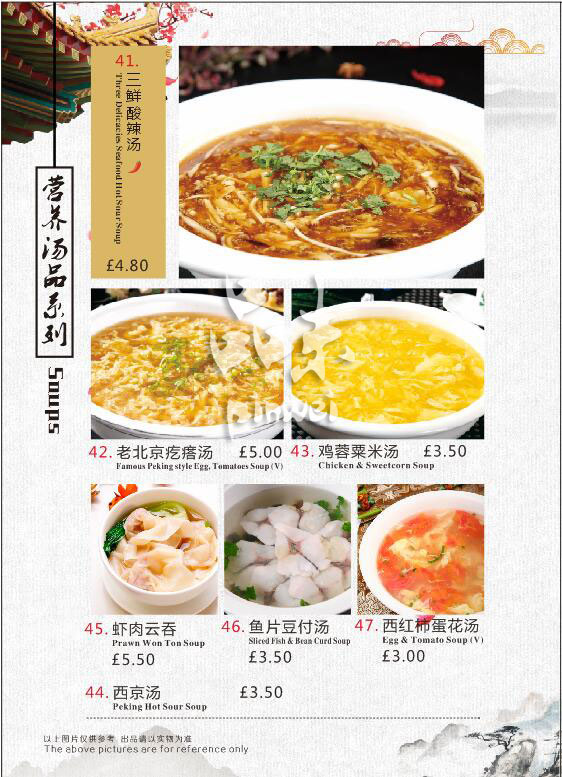 营养汤品系列
Soups
41.
三鲜酸辣汤
Three Delicacies Seafood Hot Sour Soup
£4.80
品味
pinwei
42. 老北京疙瘩汤 £5.00
Famous Peking style Egg, Tomatoes Soup (V)
43. 鸡蓉粟米汤 £3.50
Chicken & Sweetcorn Soup
45. 虾肉云吞
Prawn Won Ton Soup
£5.50
46. 鱼片豆付汤
Sliced Fish & Bean Curd Soup
£3.50
47. 西红柿蛋花汤
Egg & Tomato Soup (V)
£3.00
44. 西京汤 £3.50
Peking Hot Sour Soup
以上图片仅供参考 出品请以实物为准
The above pictures are for reference only